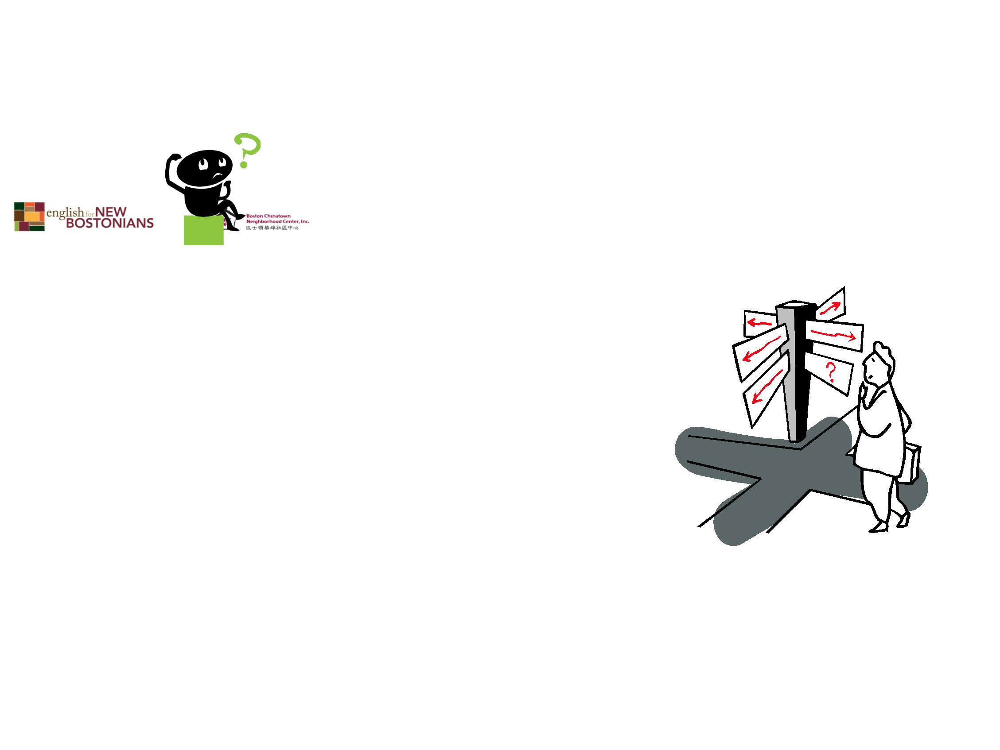 english for NEW
BOSTONIANS
?
Boston Chinatown
Neighborhood Center, Inc.
波士頓華埠社區中心
?